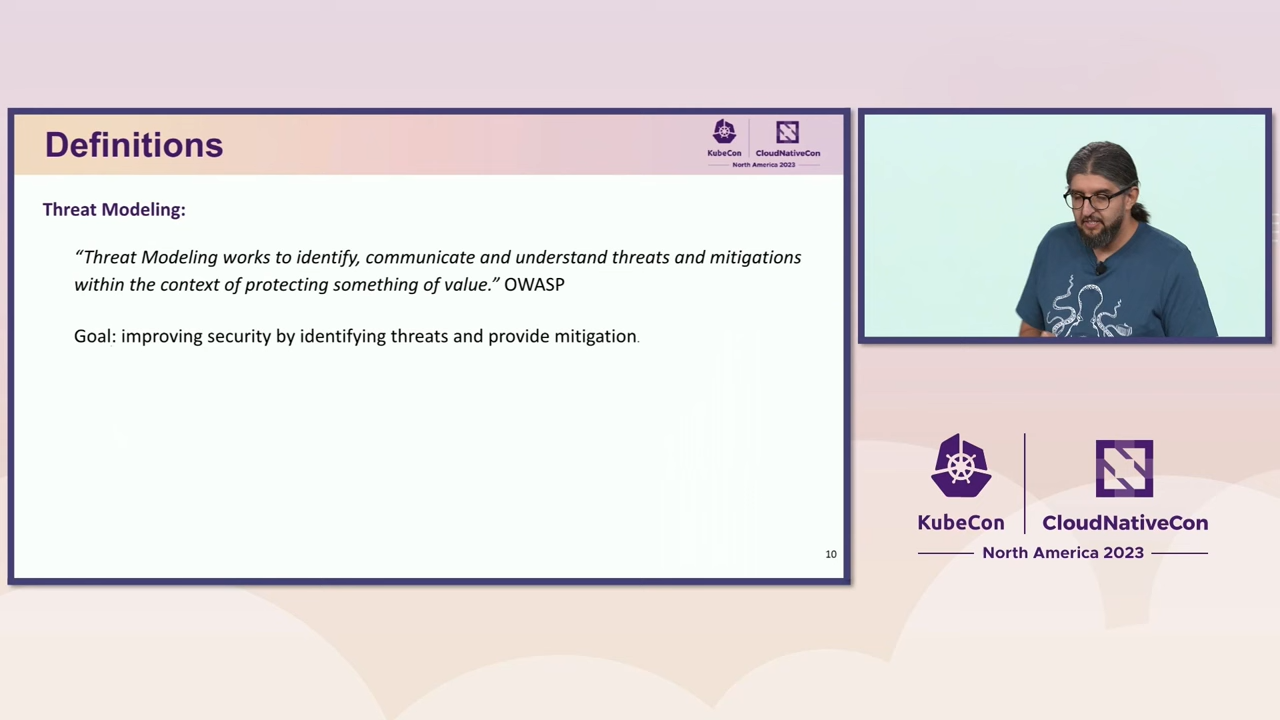 Definitions
KubeCon
CloudNativeCon
North America 2023
Threat Modeling:
“Threat Modeling works to identify, communicate and understand threats and mitigations
within the context of protecting something of value.” OWASP
Goal: improving security by identifying threats and provide mitigation.
10
KubeCon
CloudNativeCon
North America 2023